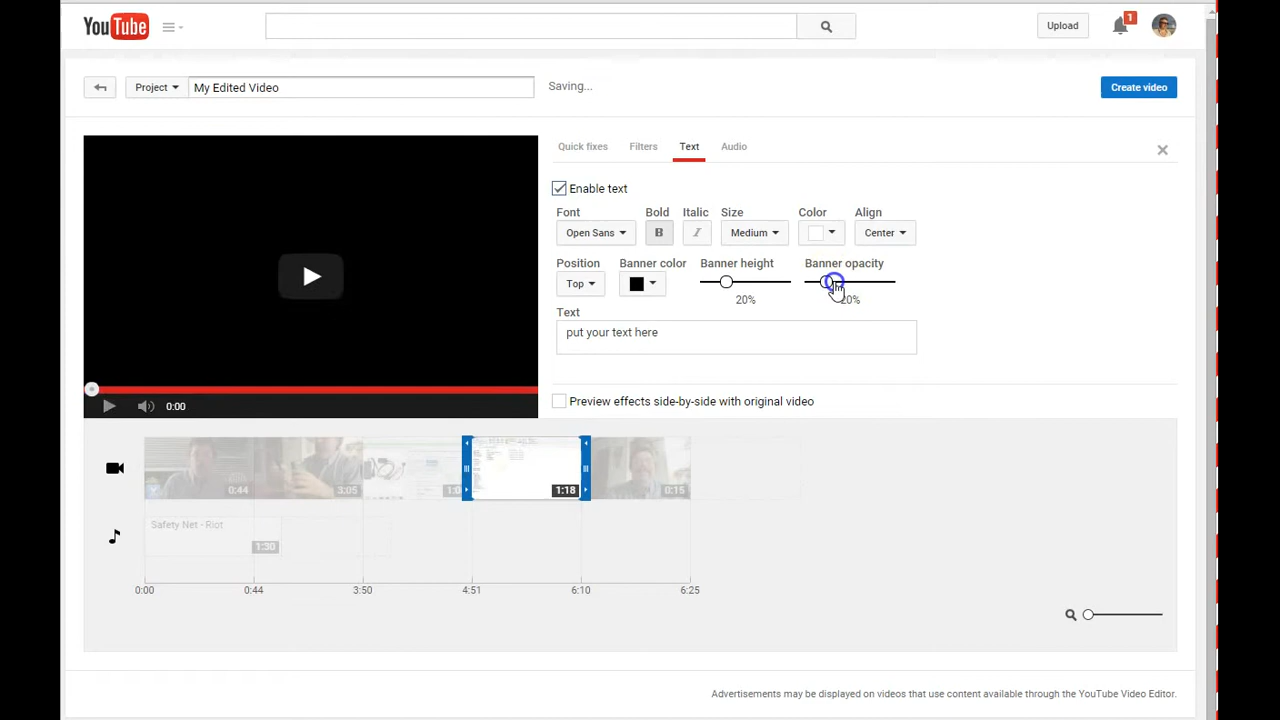 YouTube
Upload
1
Project
My Edited Video
Saving...
Create video
Quick fixes
Filters
Text
Audio
Enable text
Font
Bold
Italic
Size
Color
Align
Open Sans
B
I
Medium
Center
Position
Banner color
Banner height
Banner opacity
Top
20%
20%
Text
put your text here
0:00
Preview effects side-by-side with original video
0:44
3:05
1:18
0:15
Safety Net - Riot
1:30
0:00
0:44
3:50
4:51
6:10
6:25
Advertisements may be displayed on videos that use content available through the YouTube Video Editor.